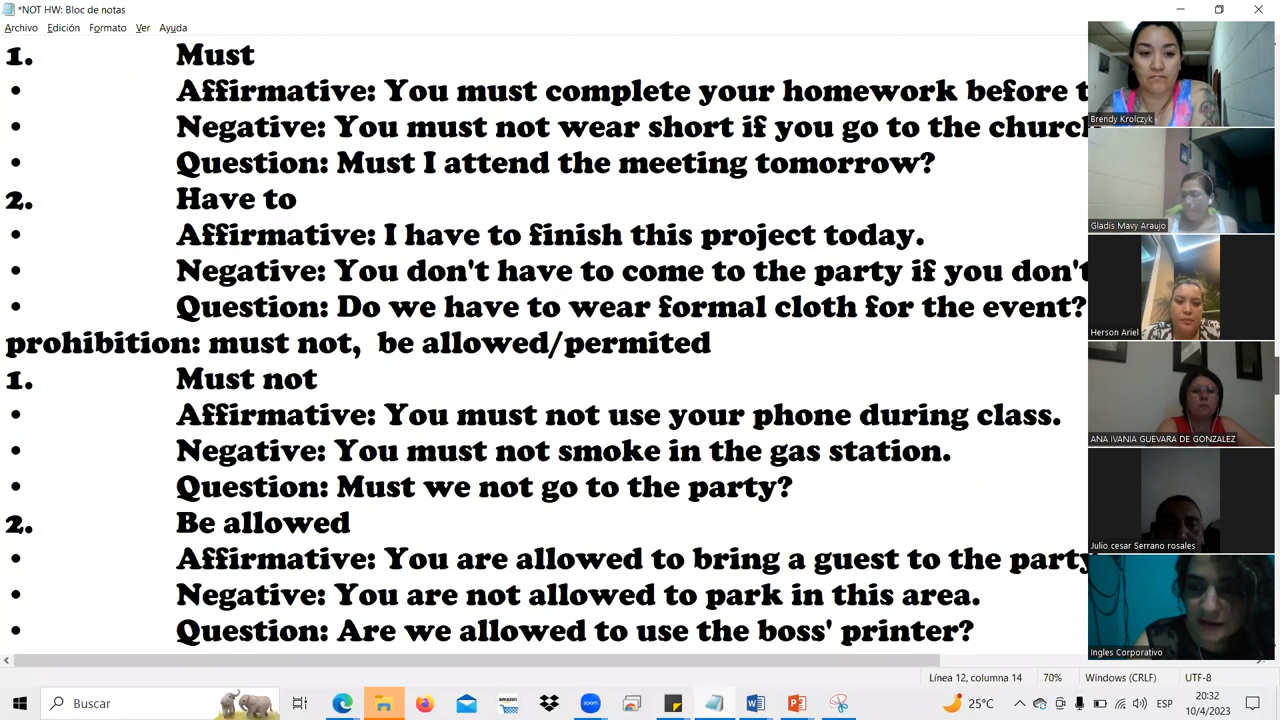 *NOT HW: Bloc de notas
Archivo Edición Formato Ver Ayuda
1. Must
• Affirmative: You must complete your homework before t
• Negative: You must not wear short if you go to the church
• Question: Must I attend the meeting tomorrow?
2. Have to
• Affirmative: I have to finish this project today.
• Negative: You don't have to come to the party if you don't
• Question: Do we have to wear formal cloth for the event?
prohibition: must not, be allowed/permited
1. Must not
• Affirmative: You must not use your phone during class.
• Negative: You must not smoke in the gas station.
• Question: Must we not go to the party?
2. Be allowed
• Affirmative: You are allowed to bring a guest to the party
• Negative: You are not allowed to park in this area.
• Question: Are we allowed to use the boss' printer?
Brendy Krolczyk
Gladis Mavy Araujo
Herson Ariel
ANA IVANIA GUEVARA DE GONZALEZ
Julio cesar Serrano rosales
Ingles Corporativo
Línea 12, columna 14 70% Windows (CRLF) UTF-8
Buscar
amazon
zoom
25°C
ESP
20:32
10/4/2023